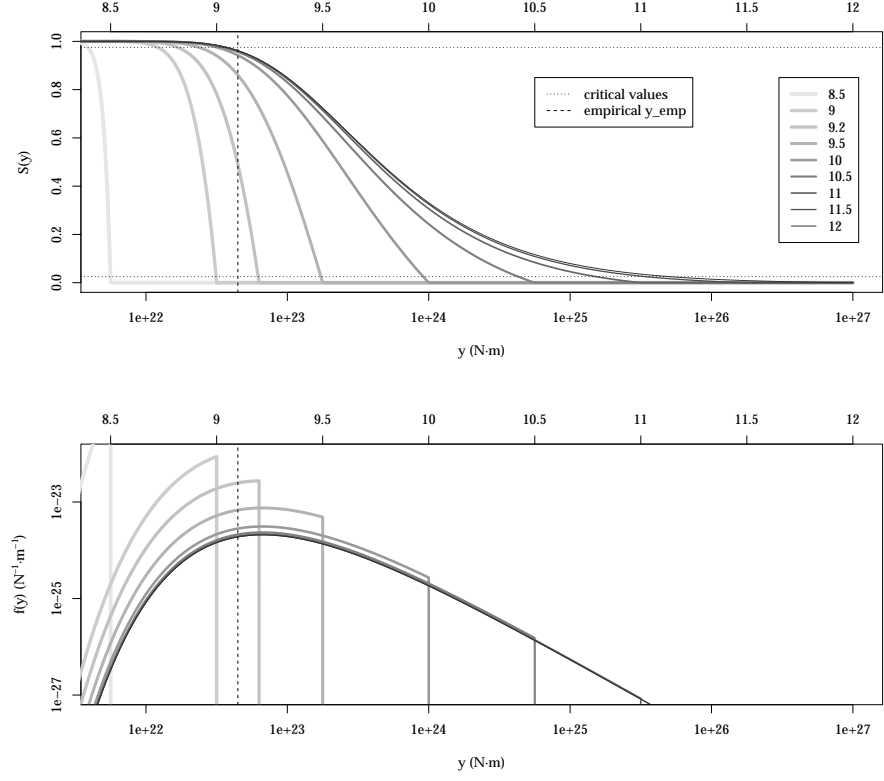 8.5 9 9.5 10 10.5 11 11.5 12
S(y)
1.0
0.8
0.6
0.4
0.2
0.0
critical values
empirical y_emp
8.5
9
9.2
9.5
10
10.5
11
11.5
12
1e+22 1e+23 1e+24 1e+25 1e+26 1e+27
y (N·m)
8.5 9 9.5 10 10.5 11 11.5 12
f(y) (N⁻¹·m⁻¹)
1e−23
1e−25
1e−27
1e+22 1e+23 1e+24 1e+25 1e+26 1e+27
y (N·m)